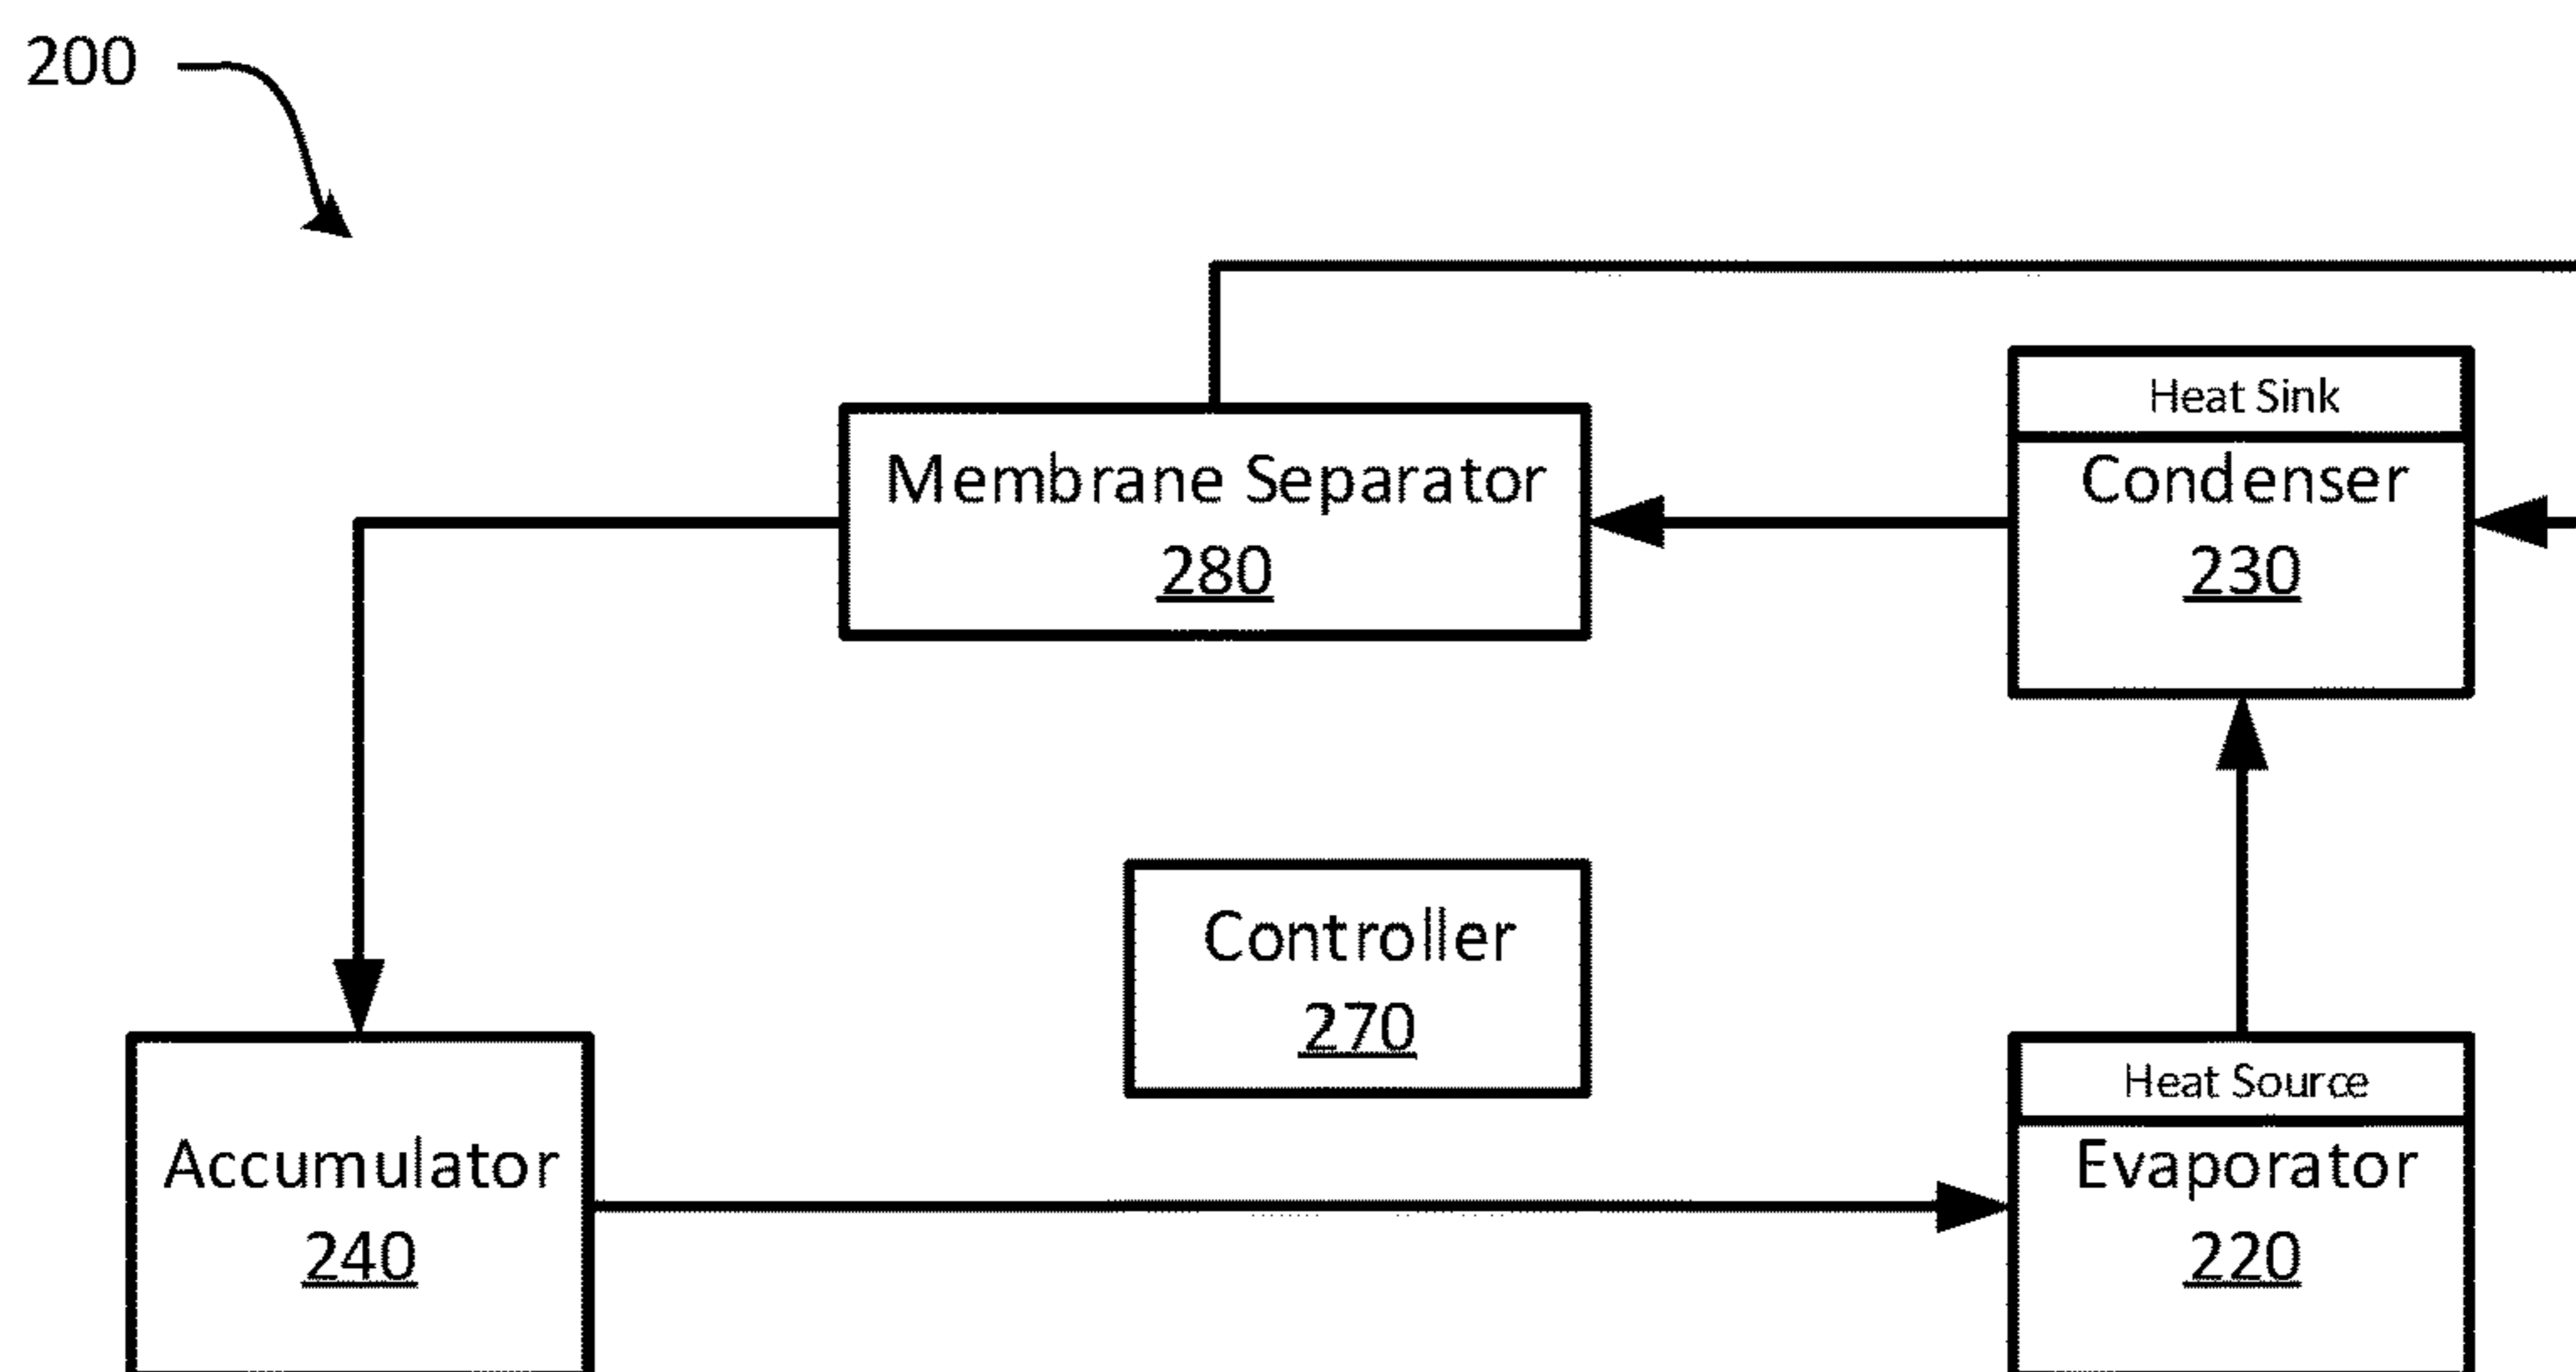 200
Heat Sink
Membrane Separator
280
Condenser
230
Controller
270
Heat Source
Accumulator
240
Evaporator
220